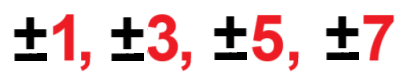 ±1, ±3, ±5, ±7